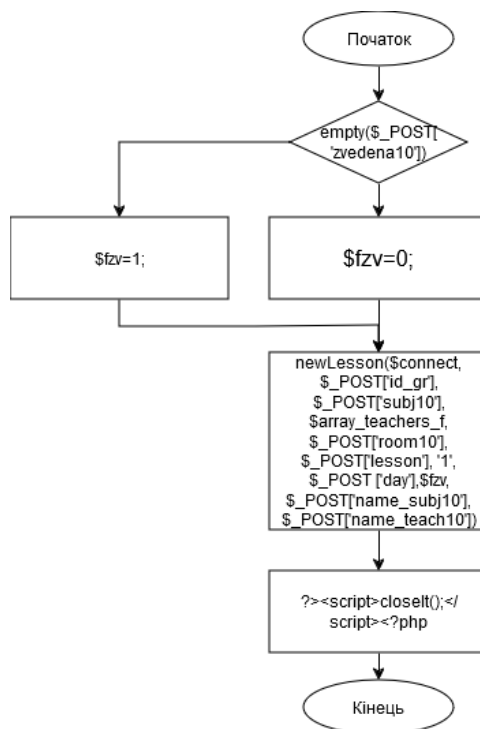 Початок
empty($_POST[
'zvedena10'])
$fzv=1;
$fzv=0;
newLesson($connect,
$_POST['id_gr'],
$_POST['subj10'],
$array_teachers_f,
$_POST['room10'],
$_POST['lesson'], '1',
$_POST ['day'],$fzv,
$_POST['name_subj10'],
$_POST['name_teach10'])
?><script>closeIt();</
script><?php
Кінець